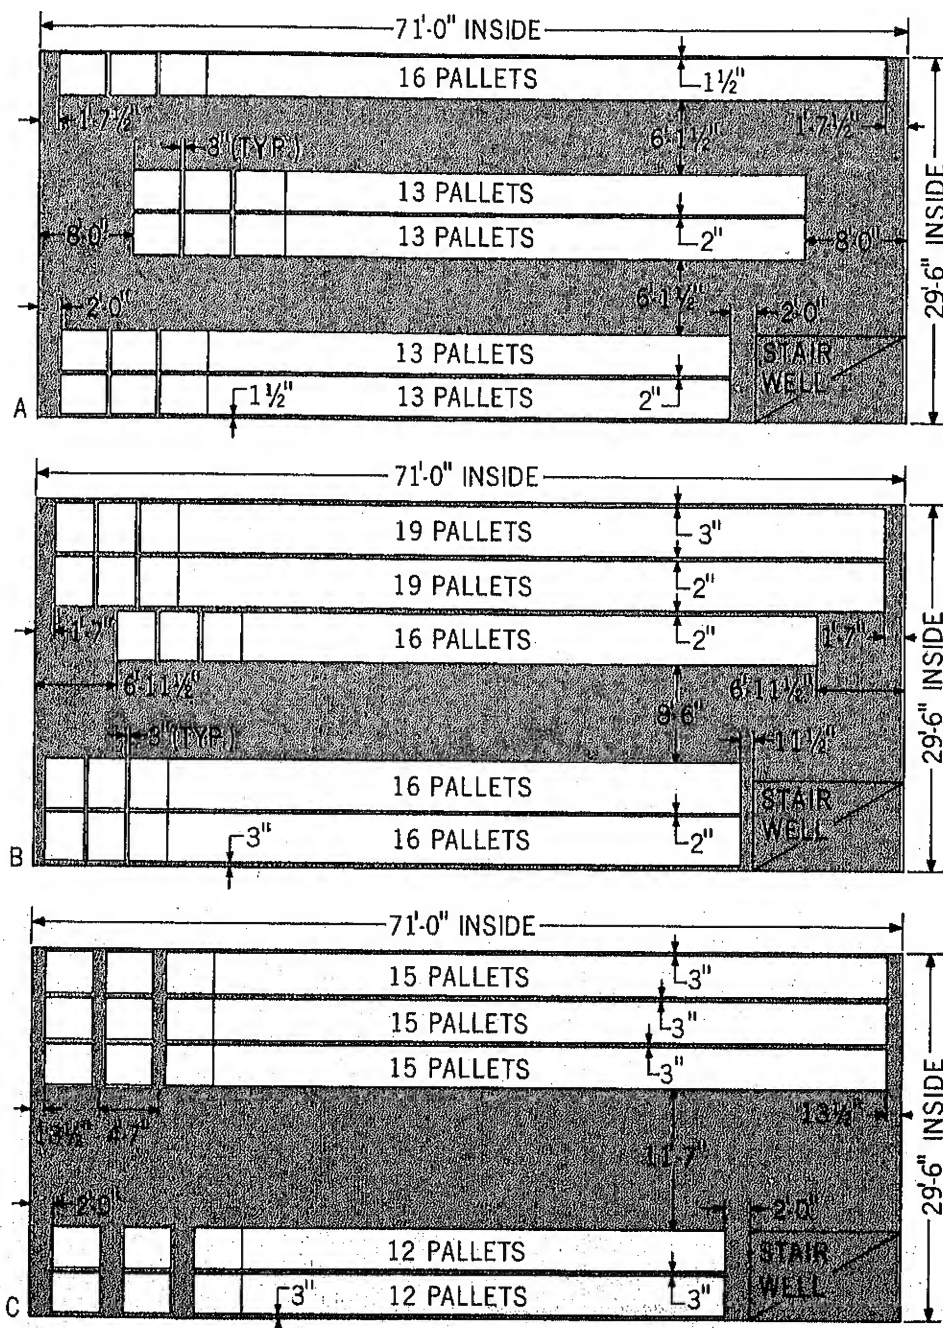 71'-0" INSIDE
16 PALLETS
1½"
1'-7½"
6'-1½"
1'-7½"
3"(TYP.)
13 PALLETS
13 PALLETS
2"
8'-0"
8'-0"
29'-6" INSIDE
6'-1½"
2'-0"
2'-0"
13 PALLETS
STAIR
WELL
13 PALLETS
1½"
2"
A
71'-0" INSIDE
19 PALLETS
3"
19 PALLETS
2"
16 PALLETS
2"
1'-7"
1'-7"
6'-11½"
6'-11½"
29'-6" INSIDE
3"(TYP.)
11½"
16 PALLETS
STAIR
WELL
16 PALLETS
3"
2"
B
71'-0" INSIDE
15 PALLETS
3"
15 PALLETS
3"
15 PALLETS
3"
13½"
13½"
11'-7"
29'-6" INSIDE
2'-0"
12 PALLETS
STAIR
WELL
12 PALLETS
3"
3"
C